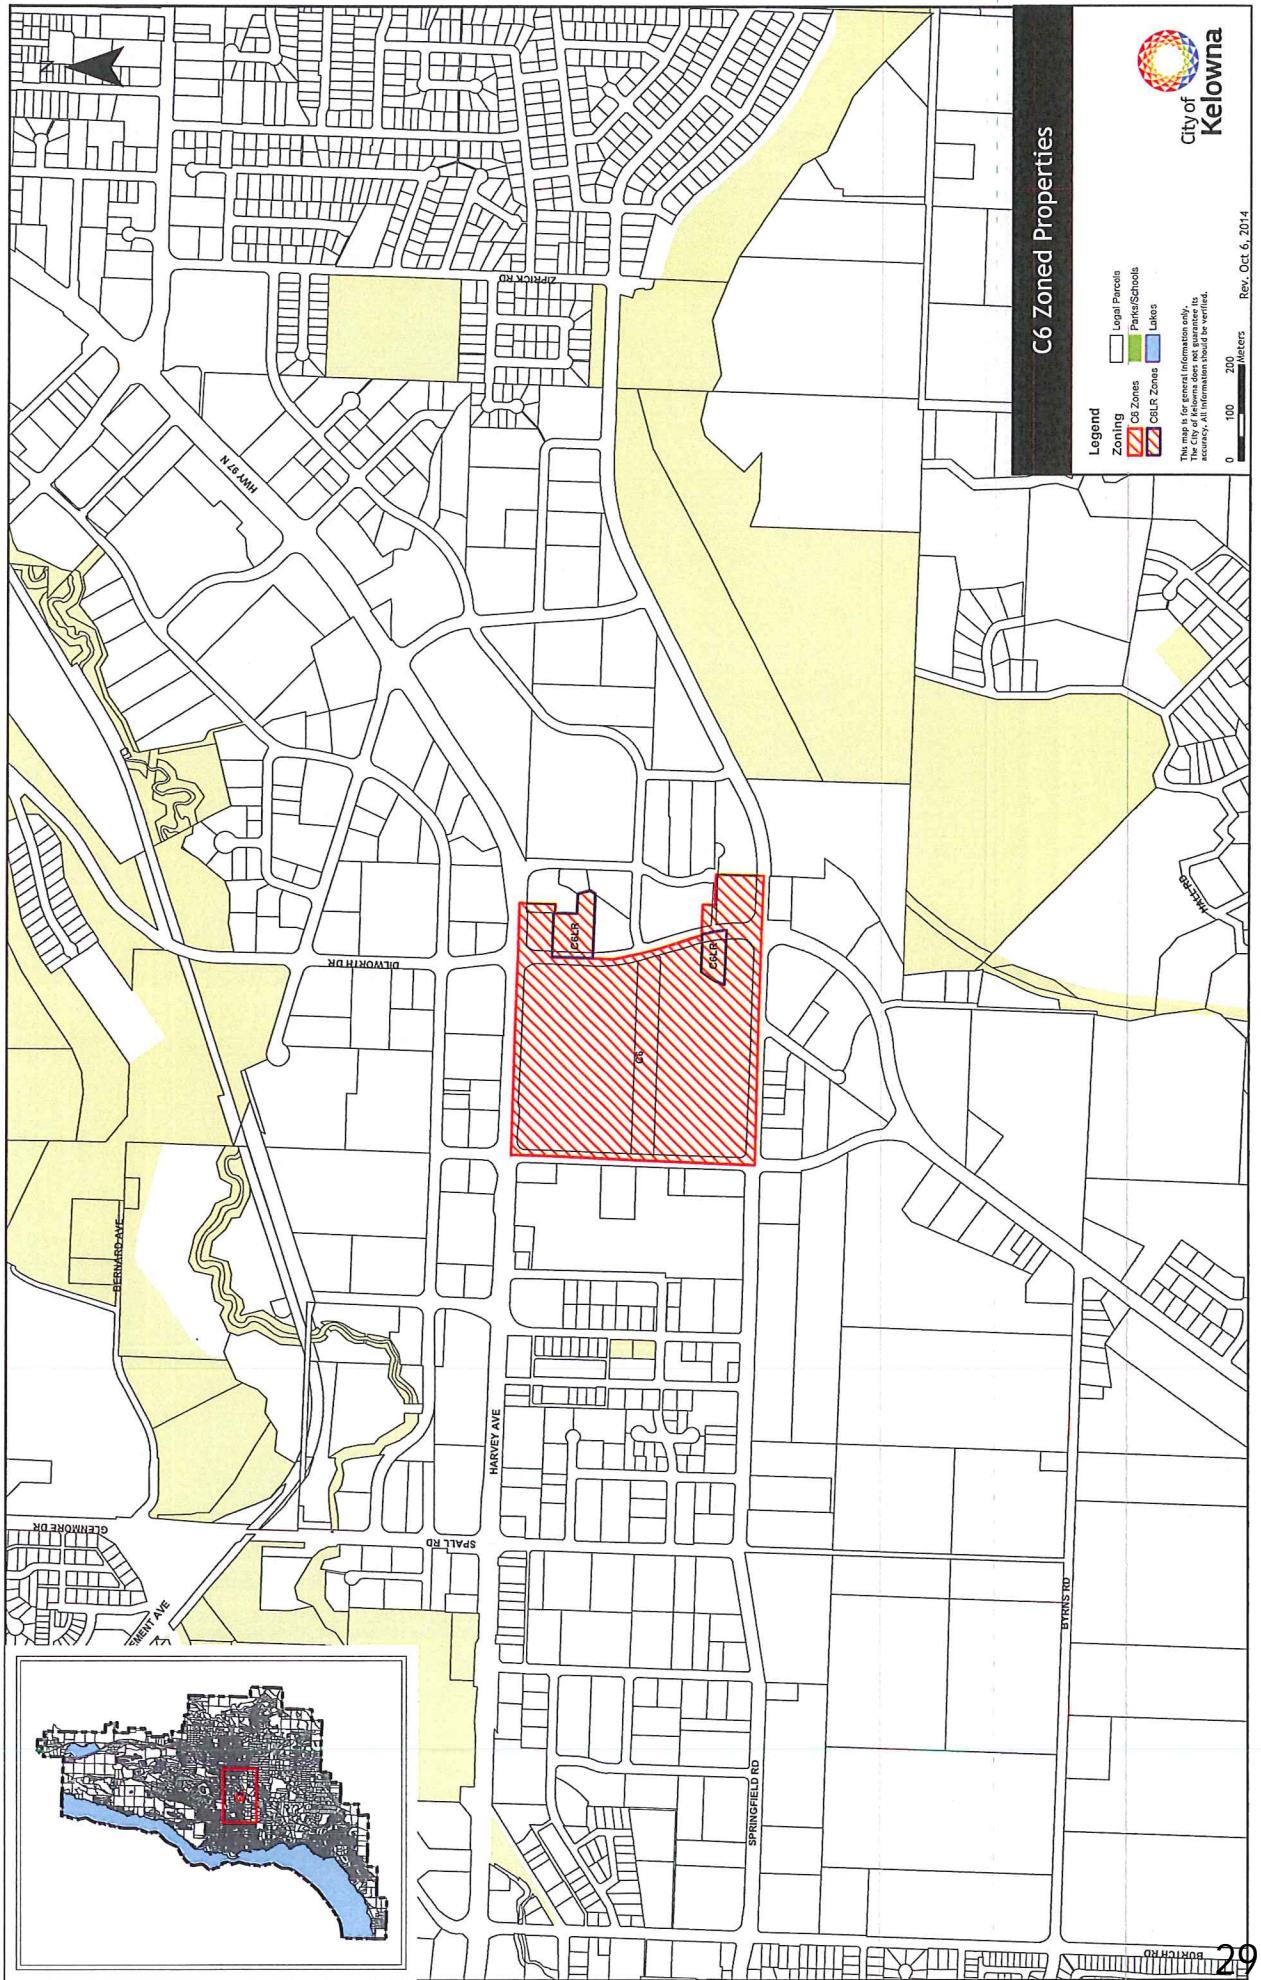 C6 Zoned Properties
City of
Kelowna
Legend
Zoning
C6 Zones
C6LR Zones
Legal Parcels
Parks/Schools
Lakes
This map is for general information only.
The City of Kelowna does not guarantee its
accuracy. All information should be verified.
0 100 200
Meters
Rev. Oct 6, 2014
N
HWY 97 N
ZIPRICK RD
DILWORTH DR
C6LR
C6LR
C6
HALL RD
BERNARD AVE
HARVEY AVE
GLENMORE DR
SPALL RD
EMENT AVE
BYRNS RD
SPRINGFIELD RD
BURTCH RD
29